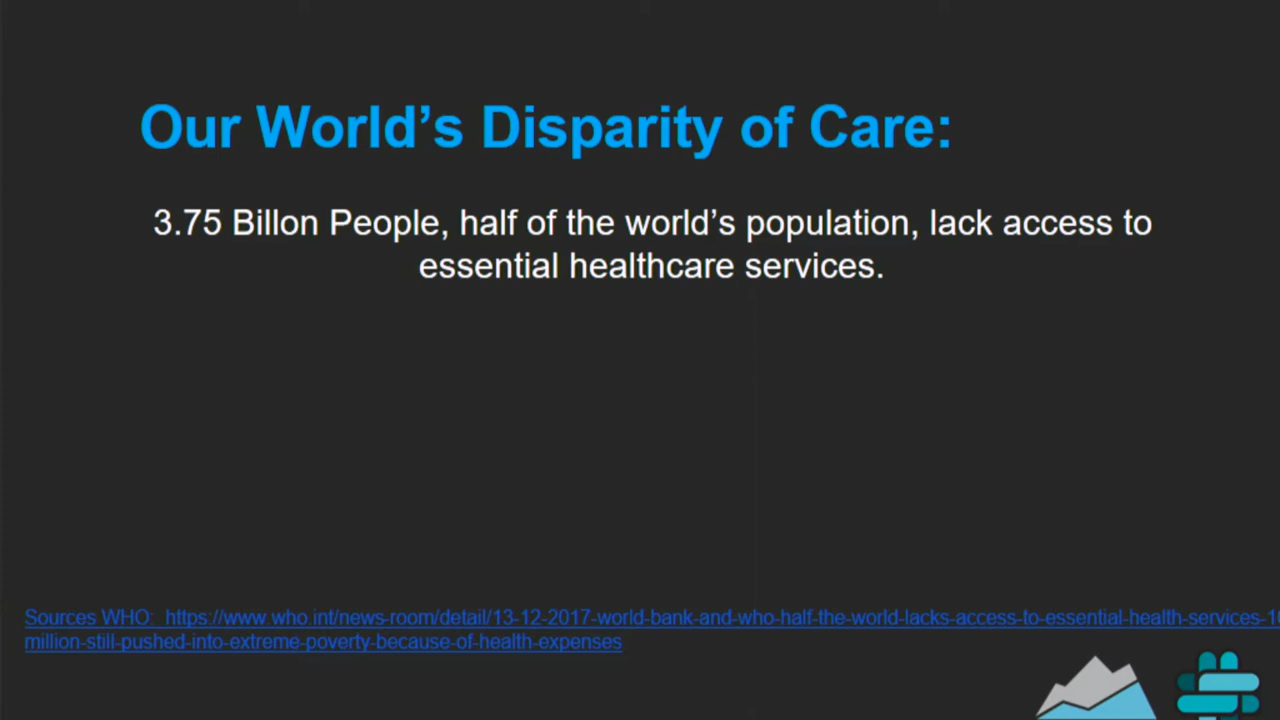 Our World’s Disparity of Care:
3.75 Billon People, half of the world’s population, lack access to
essential healthcare services.
Sources WHO: https://www.who.int/news-room/detail/13-12-2017-world-bank-and-who-half-the-world-lacks-access-to-essential-health-services-1
million-still-pushed-into-extreme-poverty-because-of-health-expenses